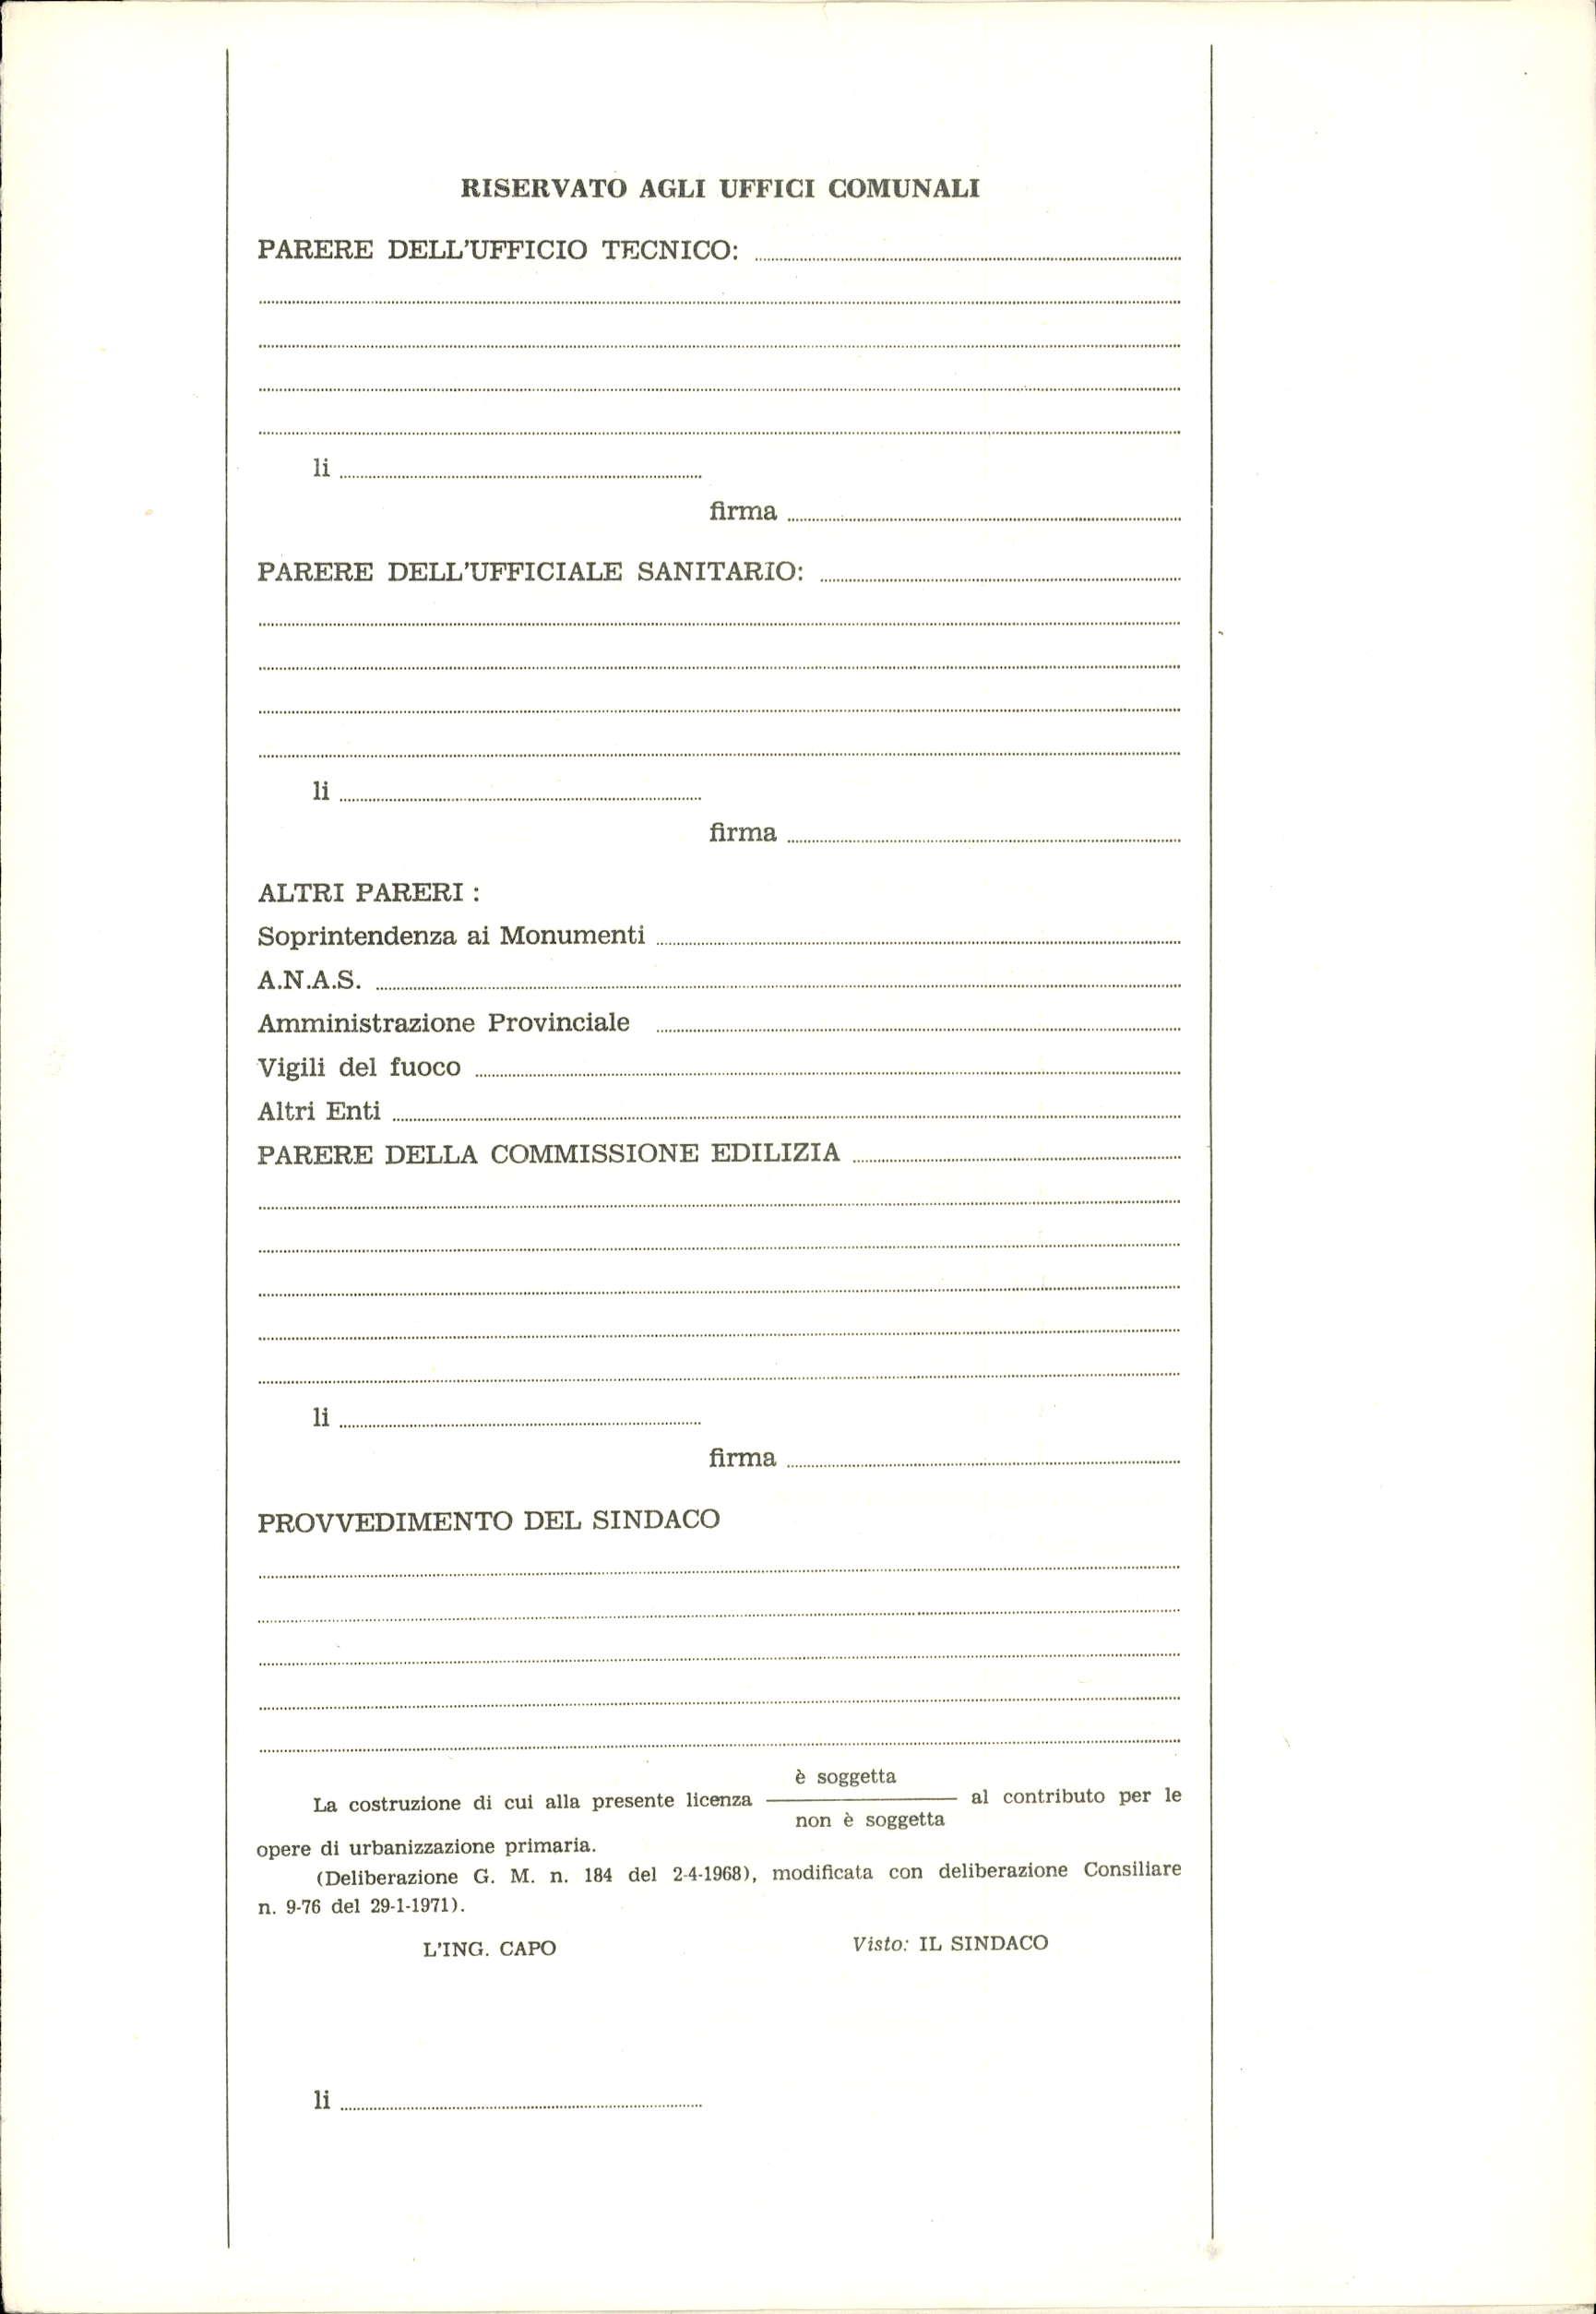 RISERVATO AGLI UFFICI COMUNALI
PARERE DELL'UFFICIO TECNICO:
li
firma
PARERE DELL'UFFICIALE SANITARIO:
li
firma
ALTRI PARERI :
Soprintendenza ai Monumenti
A.N.A.S.
Amministrazione Provinciale
Vigili del fuoco
Altri Enti
PARERE DELLA COMMISSIONE EDILIZIA
li
firma
PROVVEDIMENTO DEL SINDACO
è soggetta
La costruzione di cui alla presente licenza al contributo per le
non è soggetta
opere di urbanizzazione primaria.
(Deliberazione G. M. n. 184 del 2-4-1968), modificata con deliberazione Consiliare
n. 9-76 del 29-1-1971).
L'ING. CAPO Visto: IL SINDACO
li